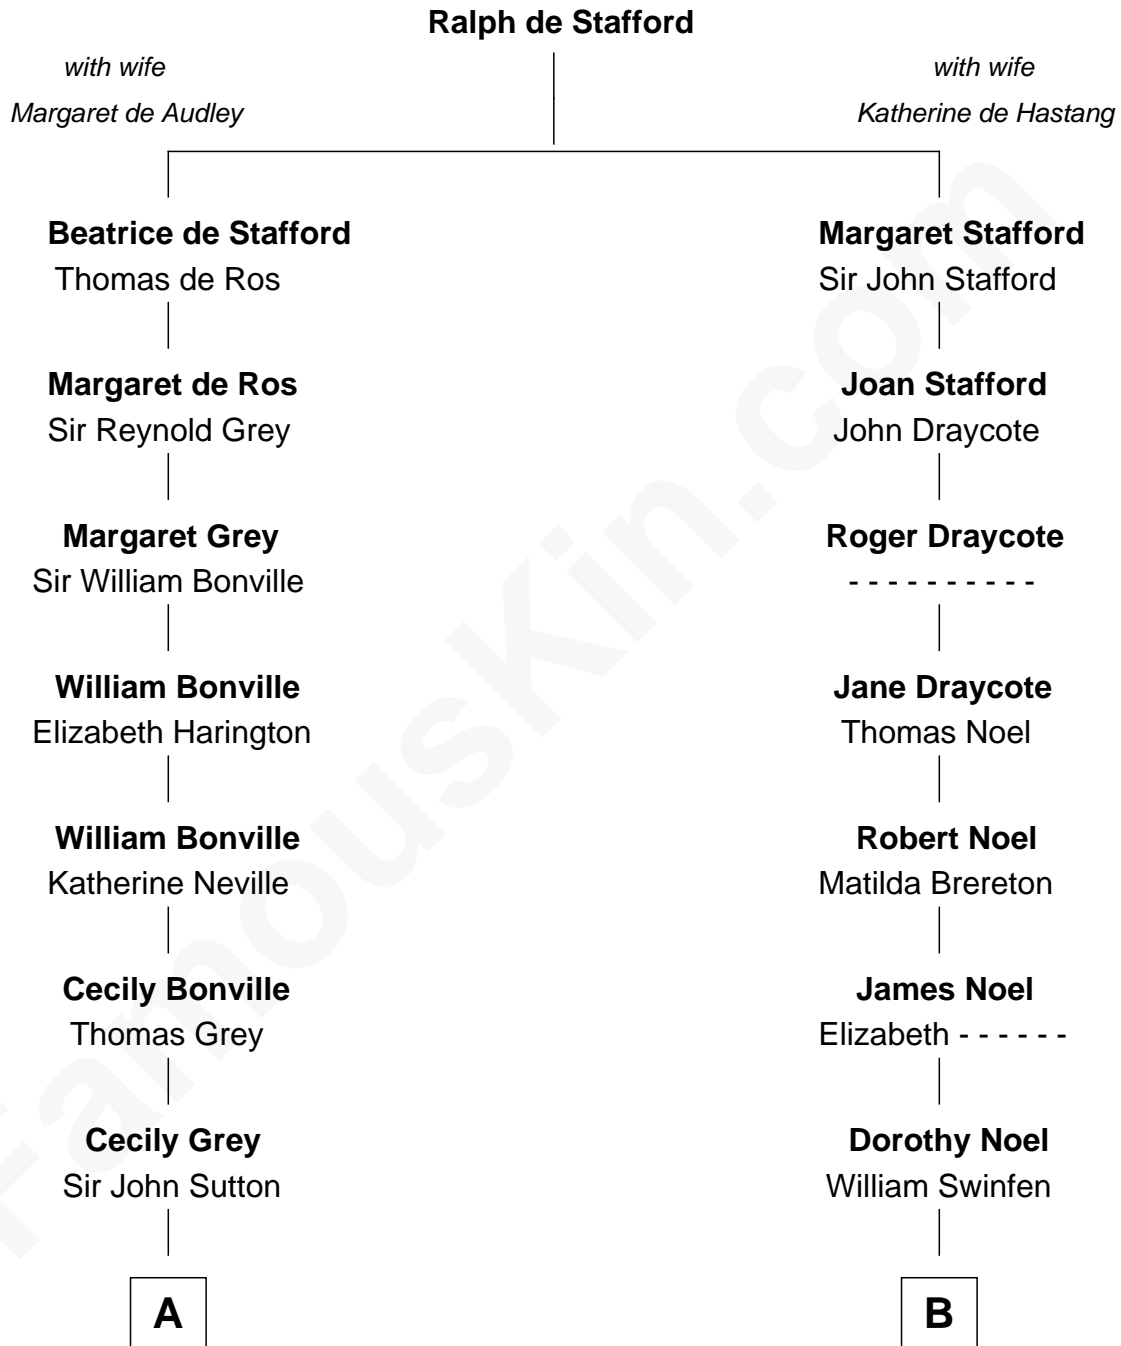 Ralph de Stafford
with wife
Margaret de Audley
with wife
Katherine de Hastang
Beatrice de Stafford
Thomas de Ros
Margaret Stafford
Sir John Stafford
Margaret de Ros
Sir Reynold Grey
Joan Stafford
John Draycote
Margaret Grey
Sir William Bonville
Roger Draycote
- - - - - - - - - -
William Bonville
Elizabeth Harington
Jane Draycote
Thomas Noel
William Bonville
Katherine Neville
Robert Noel
Matilda Brereton
Cecily Bonville
Thomas Grey
James Noel
Elizabeth - - - - - -
Cecily Grey
Sir John Sutton
Dorothy Noel
William Swinfen
A
B
FamousKin.com